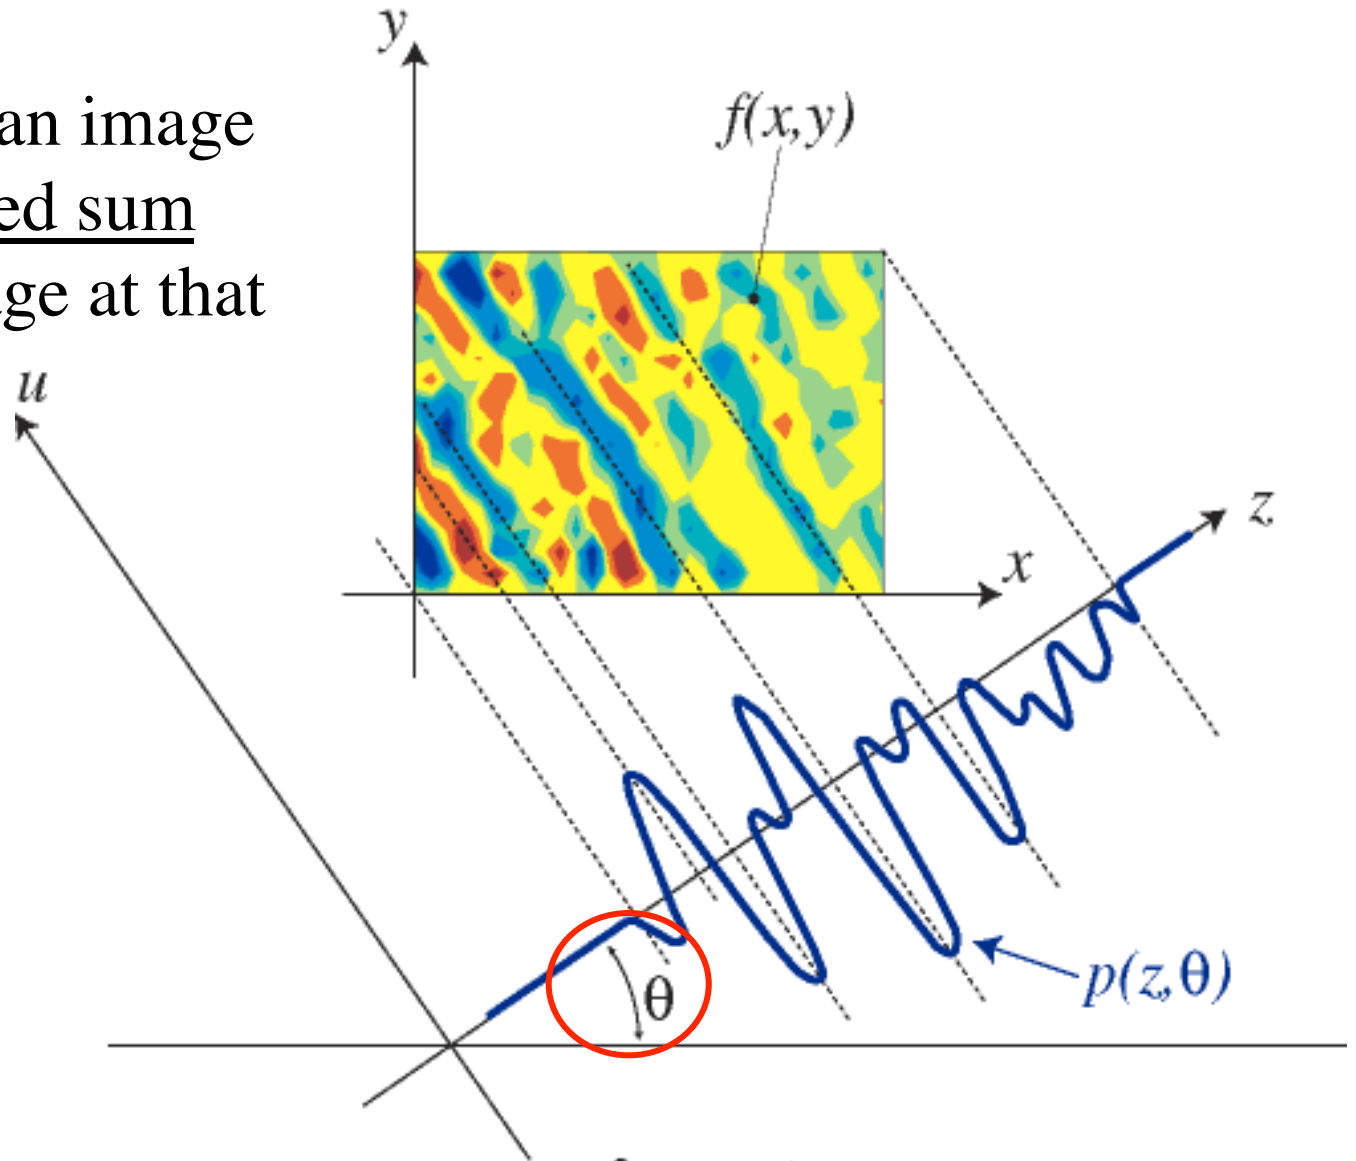 y
an image
f(x,y)
ed sum
ge at that
u
z
x
θ
p(z,θ)